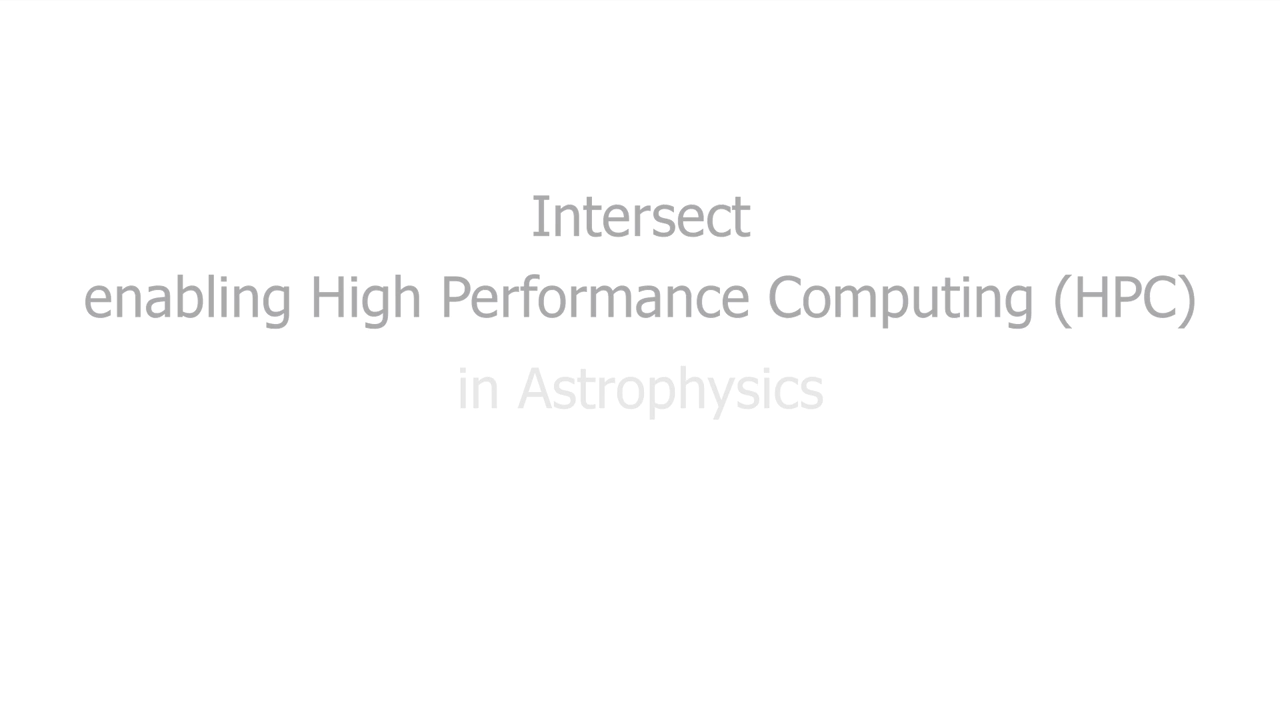 Intersect
enabling High Performance Computing (HPC)
in Astrophysics